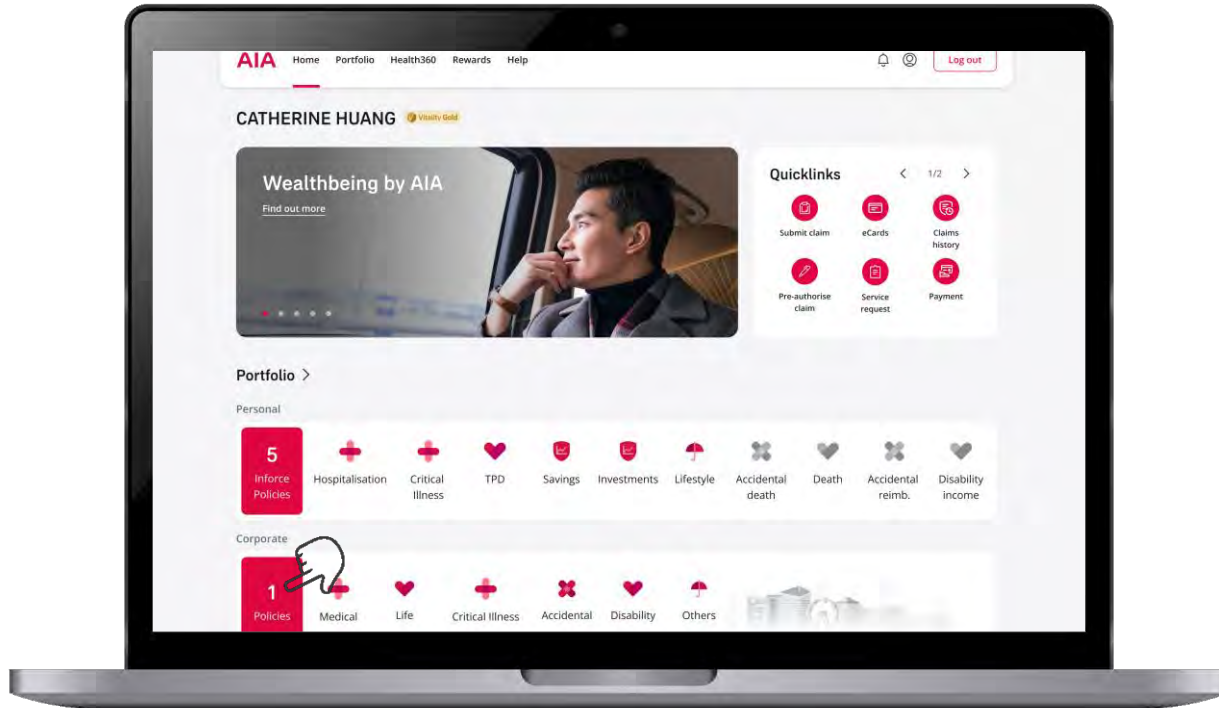 AIA Home Portfolio Health360 Rewards Help Log out
CATHERINE HUANG Vitality Gold
Wealthbeing by AIA
Find out more
Quicklinks 1/2
Submit claim eCards Claims
history
Pre-authorise Service Payment
claim request
Portfolio >
Personal
5
Inforce Hospitalisation Critical TPD Savings Investments Lifestyle Accidental Death Accidental Disability
Policies Illness death reimb. income
Corporate
1
Policies Medical Life Critical Illness Accidental Disability Others